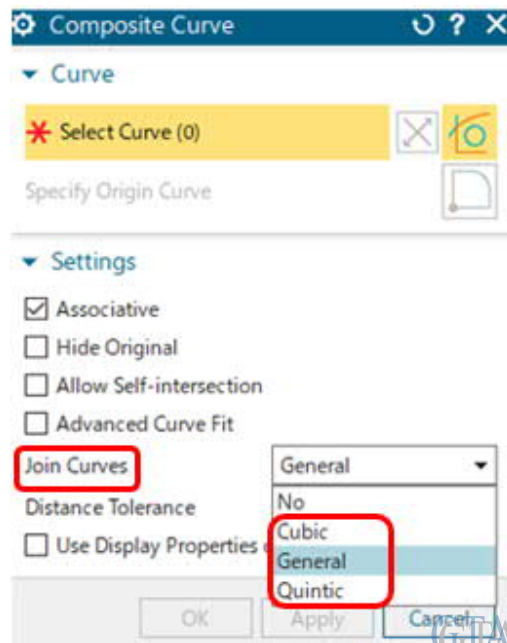 Composite Curve
Curve
Select Curve (0)
Specify Origin Curve
Settings
Associative
Hide Original
Allow Self-intersection
Advanced Curve Fit
Join Curves General
Distance Tolerance No
Cubic
Use Display Properties
General
Quintic
OK Apply Cancel